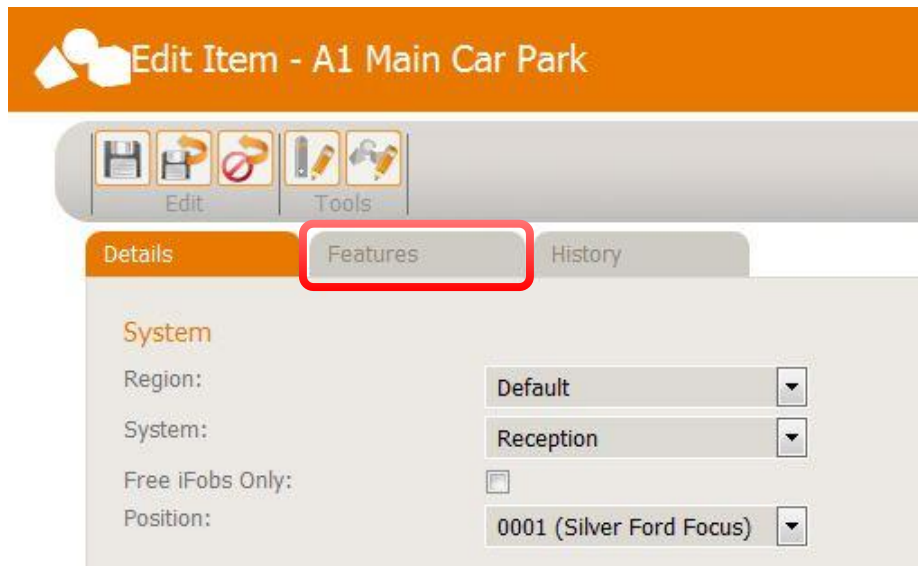 Edit Item - A1 Main Car Park
Edit Tools
Details Features History
System
Region: Default
System: Reception
Free iFobs Only:
Position: 0001 (Silver Ford Focus)